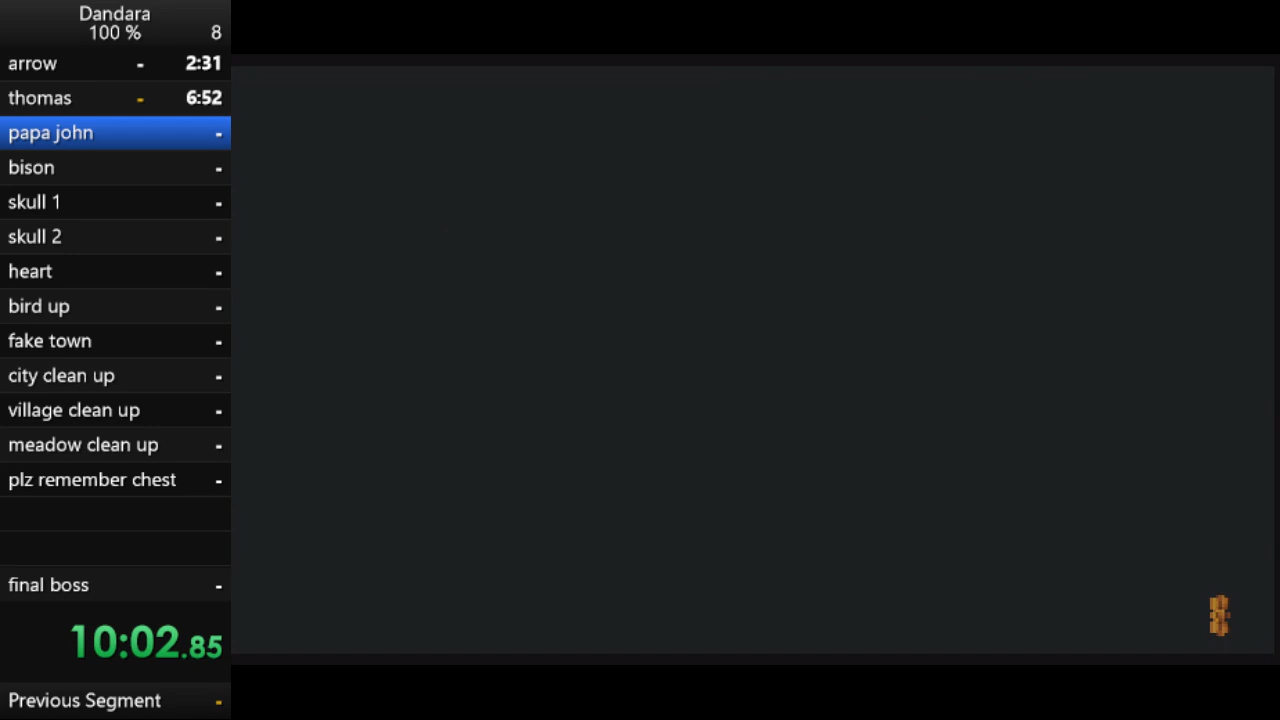 Dandara
100 % 8
arrow - 2:31
thomas - 6:52
papa john -
bison -
skull 1 -
skull 2 -
heart -
bird up -
fake town -
city clean up -
village clean up -
meadow clean up -
plz remember chest -
final boss -
10:02.85
Previous Segment -